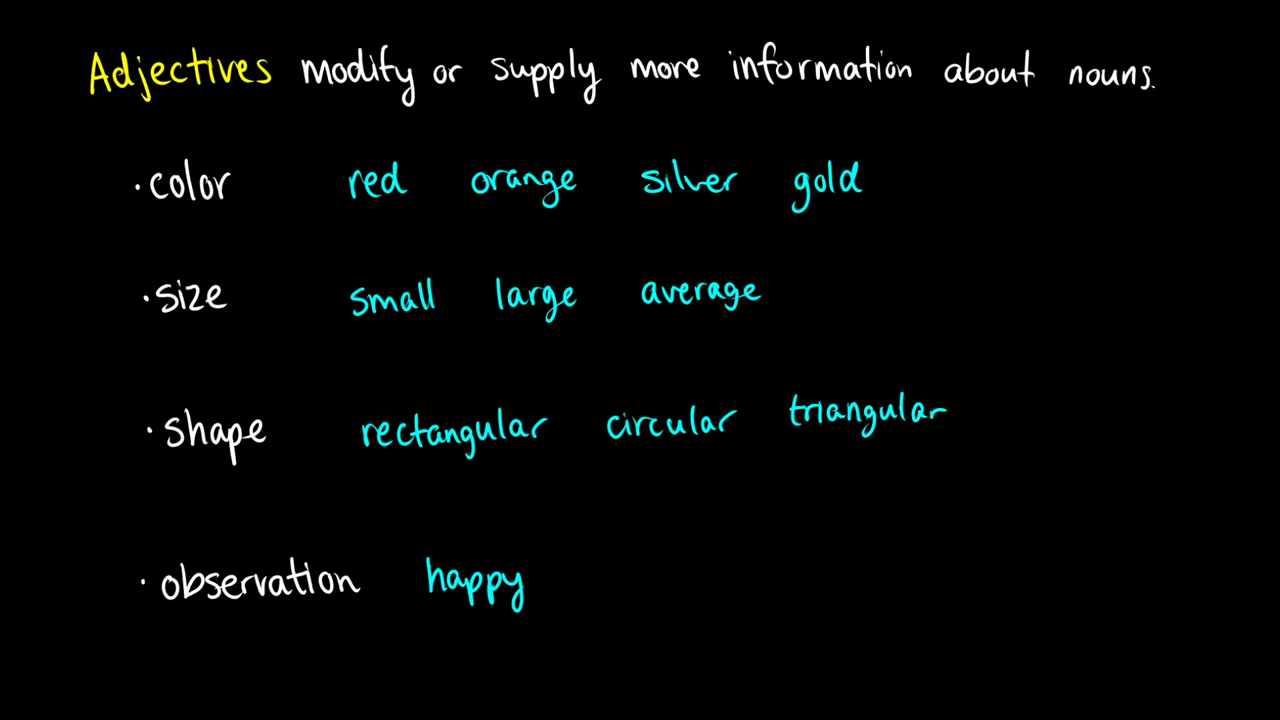 Adjectives modify or supply more information about nouns.
· color red orange silver gold
· size small large average
· shape rectangular circular triangular
· observation happy